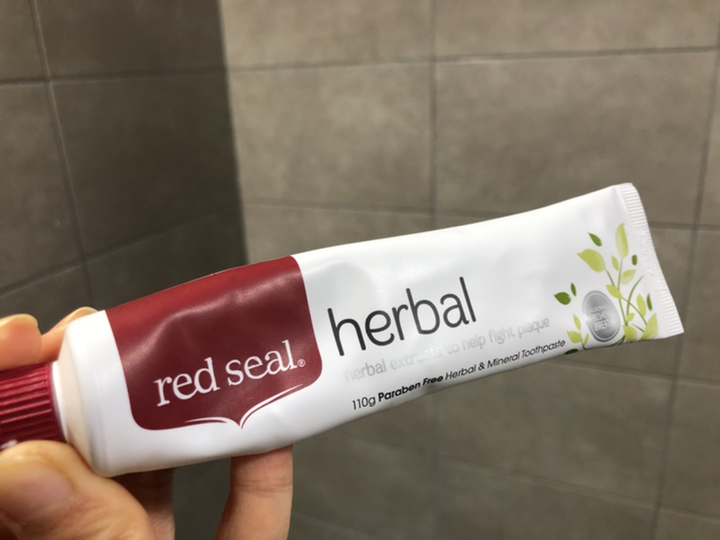 red seal®
herbal
herbal extracts to help fight plaque
110g Paraben Free Herbal & Mineral Toothpaste